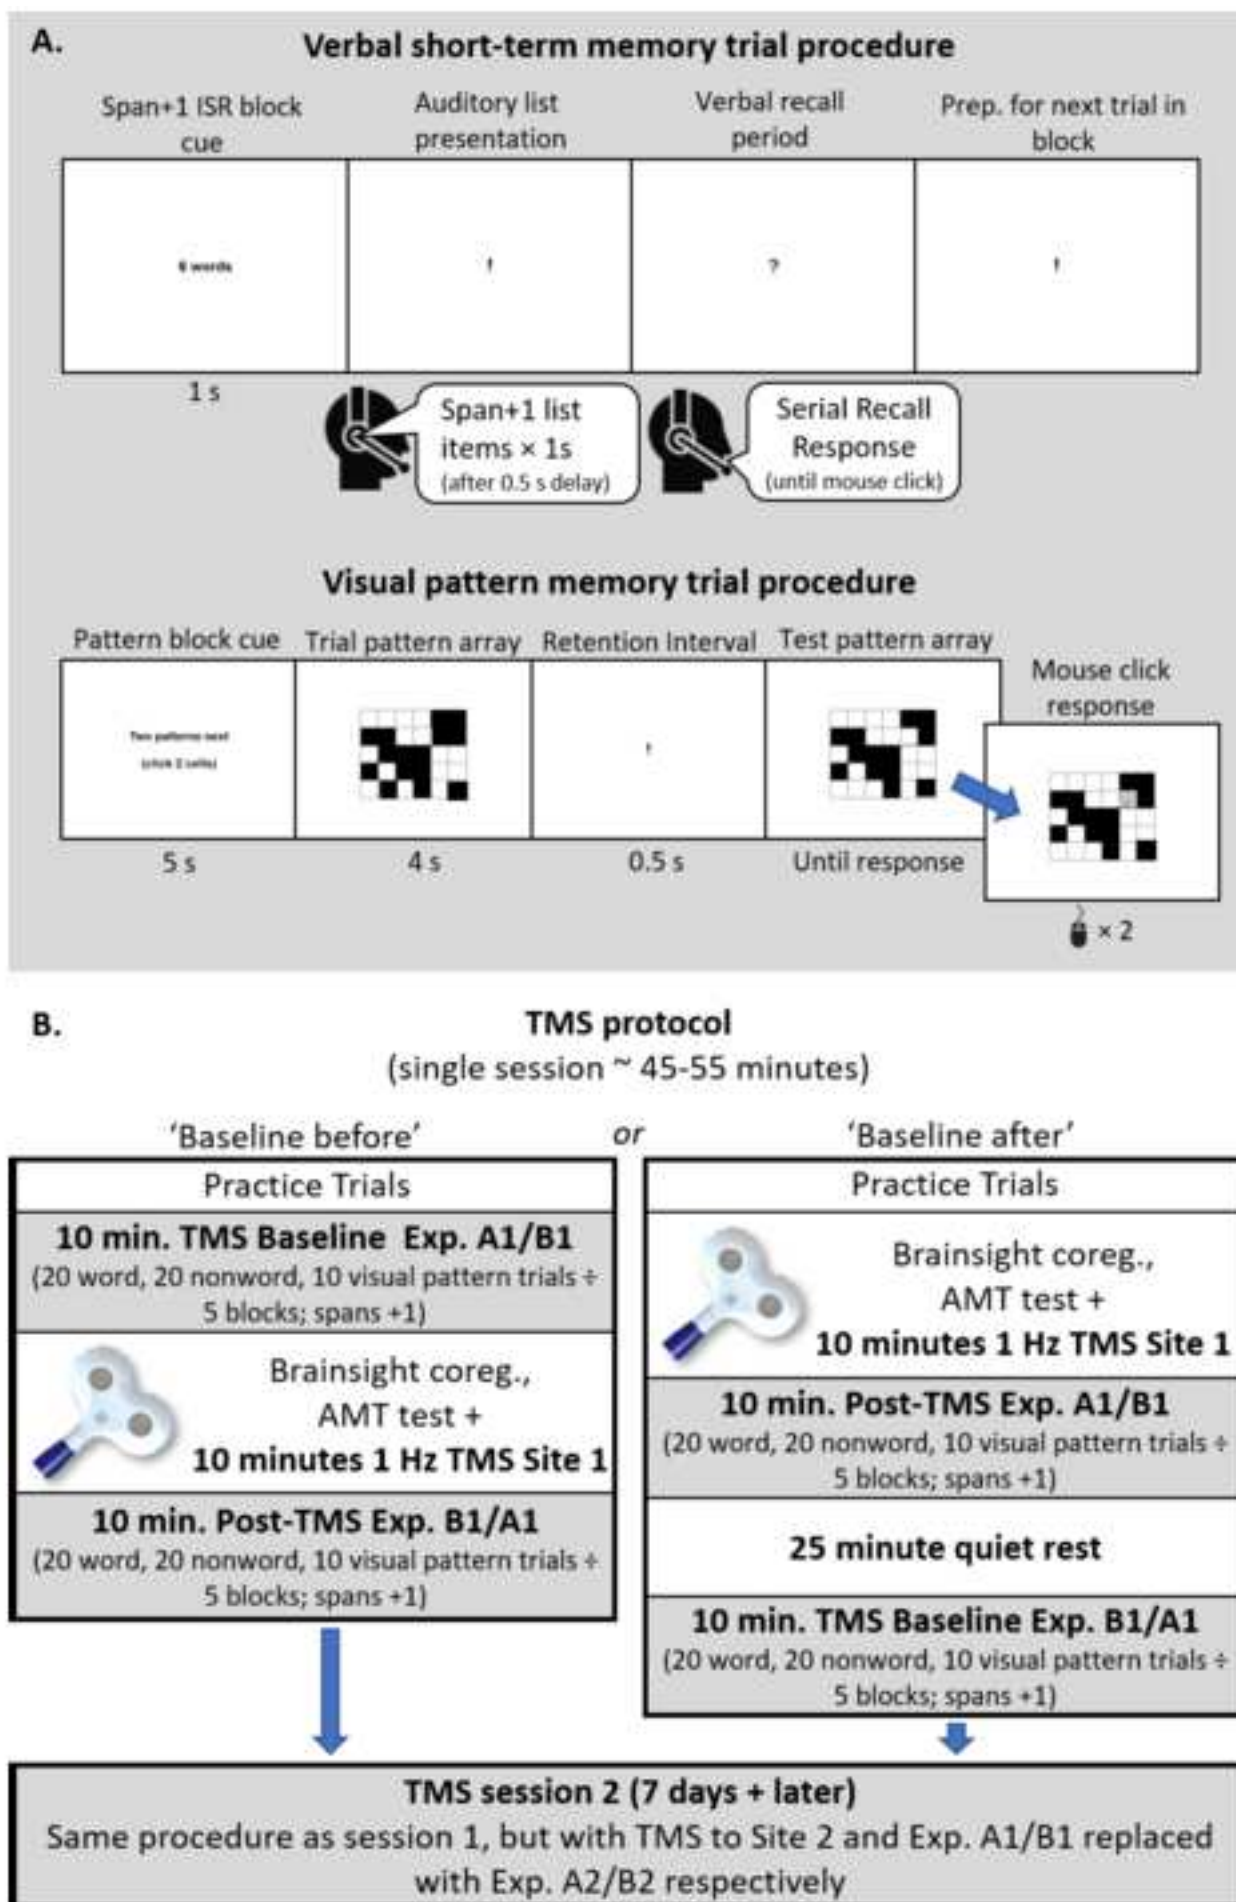 A.
Verbal short-term memory trial procedure
Span+1 ISR block
cue
Auditory list
presentation
Verbal recall
period
Prep. for next trial in
block
6 words
!
?
!
1 s
Span+1 list
items × 1s
(after 0.5 s delay)
Serial Recall
Response
(until mouse click)
Visual pattern memory trial procedure
Pattern block cue
Trial pattern array
Retention Interval
Test pattern array
Mouse click
response
Two patterns next
(click 2 cells)
!
5 s
4 s
0.5 s
Until response
× 2
B.
TMS protocol
(single session ~ 45-55 minutes)
'Baseline before'
or
'Baseline after'
Practice Trials
10 min. TMS Baseline Exp. A1/B1
(20 word, 20 nonword, 10 visual pattern trials ÷
5 blocks; spans +1)
Brainsight coreg.,
AMT test +
10 minutes 1 Hz TMS Site 1
10 min. Post-TMS Exp. B1/A1
(20 word, 20 nonword, 10 visual pattern trials ÷
5 blocks; spans +1)
Practice Trials
Brainsight coreg.,
AMT test +
10 minutes 1 Hz TMS Site 1
10 min. Post-TMS Exp. A1/B1
(20 word, 20 nonword, 10 visual pattern trials ÷
5 blocks; spans +1)
25 minute quiet rest
10 min. TMS Baseline Exp. B1/A1
(20 word, 20 nonword, 10 visual pattern trials ÷
5 blocks; spans +1)
TMS session 2 (7 days + later)
Same procedure as session 1, but with TMS to Site 2 and Exp. A1/B1 replaced
with Exp. A2/B2 respectively